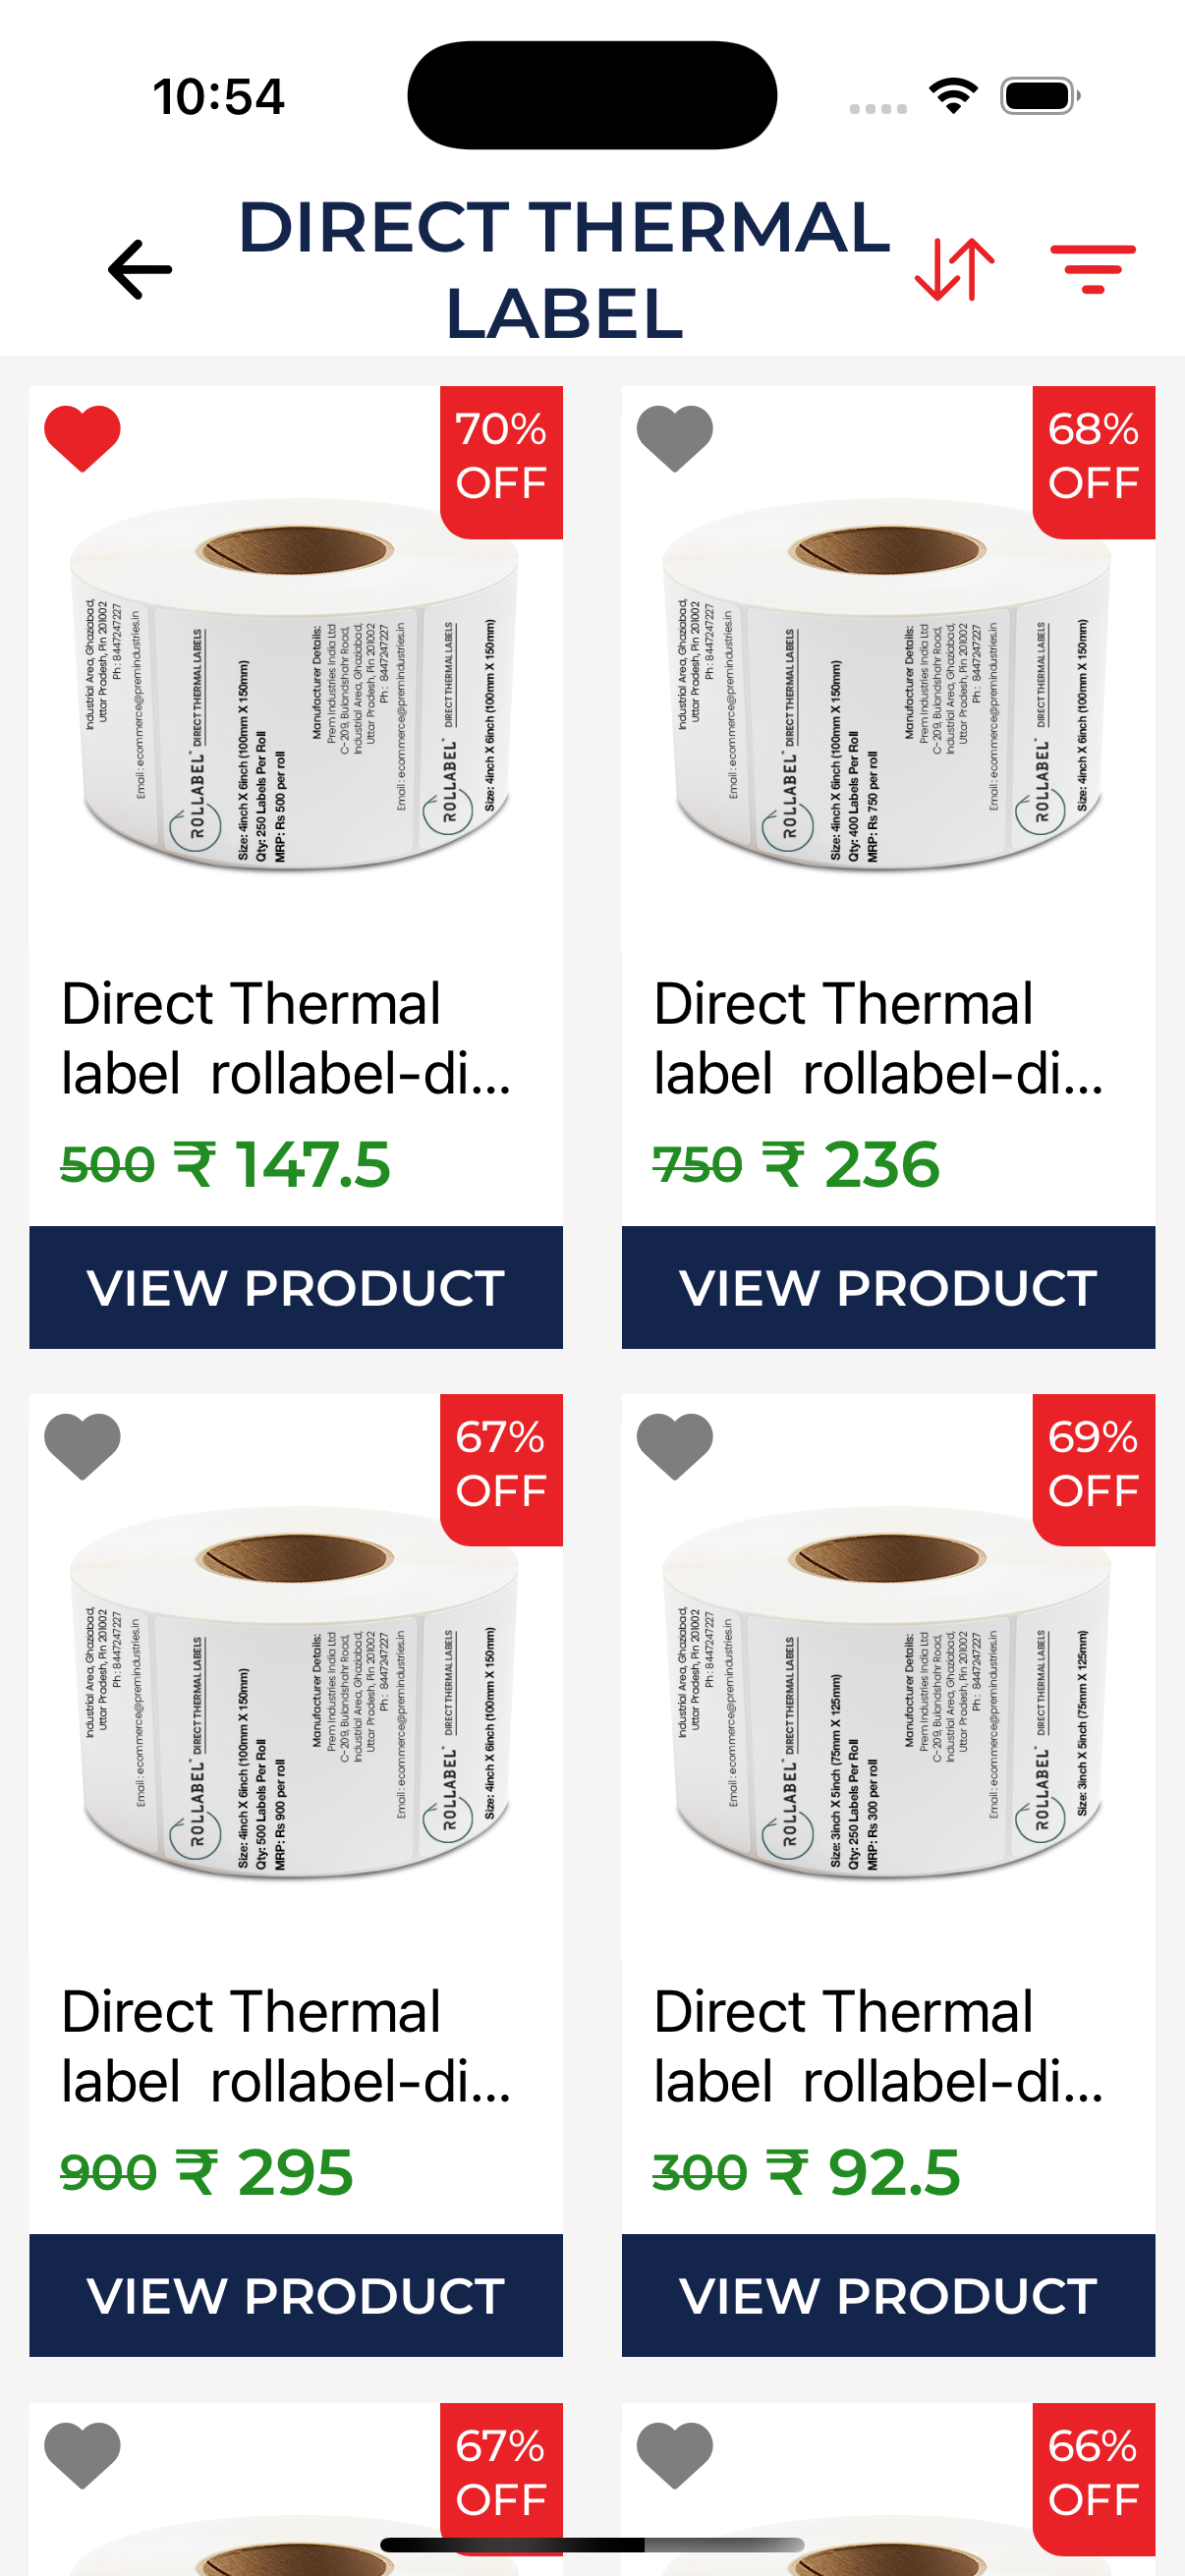 10:54
DIRECT THERMAL
LABEL
70%
OFF
Industrial Area, Ghaziabad,
Uttar Pradesh, Pin 201002
Ph : 8447247227
Email : ecommerce@premindustries.in
ROLLABEL™ DIRECT THERMAL LABELS
Size: 4inch X 6inch (100mm X 150mm)
Qty: 250 Labels Per Roll
MRP: Rs 500 per roll
Manufacturer Details:
Prem Industries India Ltd
C-209, Bulandshahr Road,
Industrial Area, Ghaziabad,
Uttar Pradesh, Pin 201002
Ph : 8447247227
Email : ecommerce@premindustries.in
ROLLABEL™ DIRECT THERMAL LABELS
Size: 4inch X 6inch (100mm X 150mm)
Direct Thermal
label  rollabel-di...
500 ₹ 147.5
VIEW PRODUCT
68%
OFF
Industrial Area, Ghaziabad,
Uttar Pradesh, Pin 201002
Ph : 8447247227
Email : ecommerce@premindustries.in
ROLLABEL™ DIRECT THERMAL LABELS
Size: 4inch X 6inch (100mm X 150mm)
Qty: 400 Labels Per Roll
MRP: Rs 750 per roll
Manufacturer Details:
Prem Industries India Ltd
C-209, Bulandshahr Road,
Industrial Area, Ghaziabad,
Uttar Pradesh, Pin 201002
Ph : 8447247227
Email : ecommerce@premindustries.in
ROLLABEL™ DIRECT THERMAL LABELS
Size: 4inch X 6inch (100mm X 150mm)
Direct Thermal
label  rollabel-di...
750 ₹ 236
VIEW PRODUCT
67%
OFF
Industrial Area, Ghaziabad,
Uttar Pradesh, Pin 201002
Ph : 8447247227
Email : ecommerce@premindustries.in
ROLLABEL™ DIRECT THERMAL LABELS
Size: 4inch X 6inch (100mm X 150mm)
Qty: 500 Labels Per Roll
MRP: Rs 900 per roll
Manufacturer Details:
Prem Industries India Ltd
C-209, Bulandshahr Road,
Industrial Area, Ghaziabad,
Uttar Pradesh, Pin 201002
Ph : 8447247227
Email : ecommerce@premindustries.in
ROLLABEL™ DIRECT THERMAL LABELS
Size: 4inch X 6inch (100mm X 150mm)
Direct Thermal
label  rollabel-di...
900 ₹ 295
VIEW PRODUCT
69%
OFF
Industrial Area, Ghaziabad,
Uttar Pradesh, Pin 201002
Ph : 8447247227
Email : ecommerce@premindustries.in
ROLLABEL™ DIRECT THERMAL LABELS
Size: 3inch X 5inch (75mm X 125mm)
Qty: 250 Labels Per Roll
MRP: Rs 300 per roll
Manufacturer Details:
Prem Industries India Ltd
C-209, Bulandshahr Road,
Industrial Area, Ghaziabad,
Uttar Pradesh, Pin 201002
Ph : 8447247227
Email : ecommerce@premindustries.in
ROLLABEL™ DIRECT THERMAL LABELS
Size: 3inch X 5inch (75mm X 125mm)
Direct Thermal
label  rollabel-di...
300 ₹ 92.5
VIEW PRODUCT
67%
OFF
66%
OFF